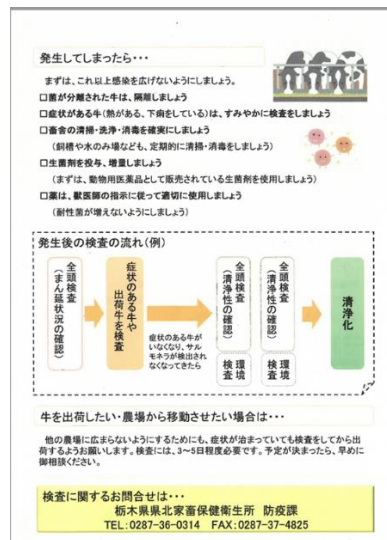 発生してしまったら・・・
まずは、これ以上感染を広げないようにしましょう。
□菌が分離された牛は、隔離しましょう
□症状がある牛(熱がある、下痢をしている)は、すみやかに検査をしましょう
□畜舎の清掃・洗浄・消毒を確実にしましょう
(飼槽や水のみ場なども、定期的に清掃・消毒をしましょう)
□生菌剤を投与、増量しましょう
(まずは、動物用医薬品として販売されている生菌剤を使用しましょう)
□薬は、獣医師の指示に従って適切に使用しましょう
(耐性菌が増えないようにしましょう)
発生後の検査の流れ(例)
全頭検査
(まん延状況の確認)
症状のある牛や
出荷牛を検査
症状のある牛が
いなくなり、サル
モネラが検出され
なくなってきたら
全頭検査
(清浄性の確認)
環境
検査
全頭検査
(清浄性の確認)
環境
検査
清浄化
牛を出荷したい・農場から移動させたい場合は・・・
他の農場に広まらないようにするためにも、症状が治まっていても検査をしてから出
荷するようお願いします。検査には、3～5日程度必要です。予定が決まったら、早めに
御相談ください。
検査に関するお問合せは・・・
栃木県県北家畜保健衛生所 防疫課
TEL:0287-36-0314 FAX:0287-37-4825